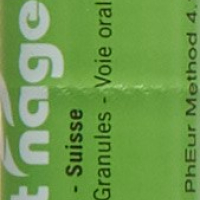 t nage
- Suisse
Granules - Voie oral
PhEur Method 4.